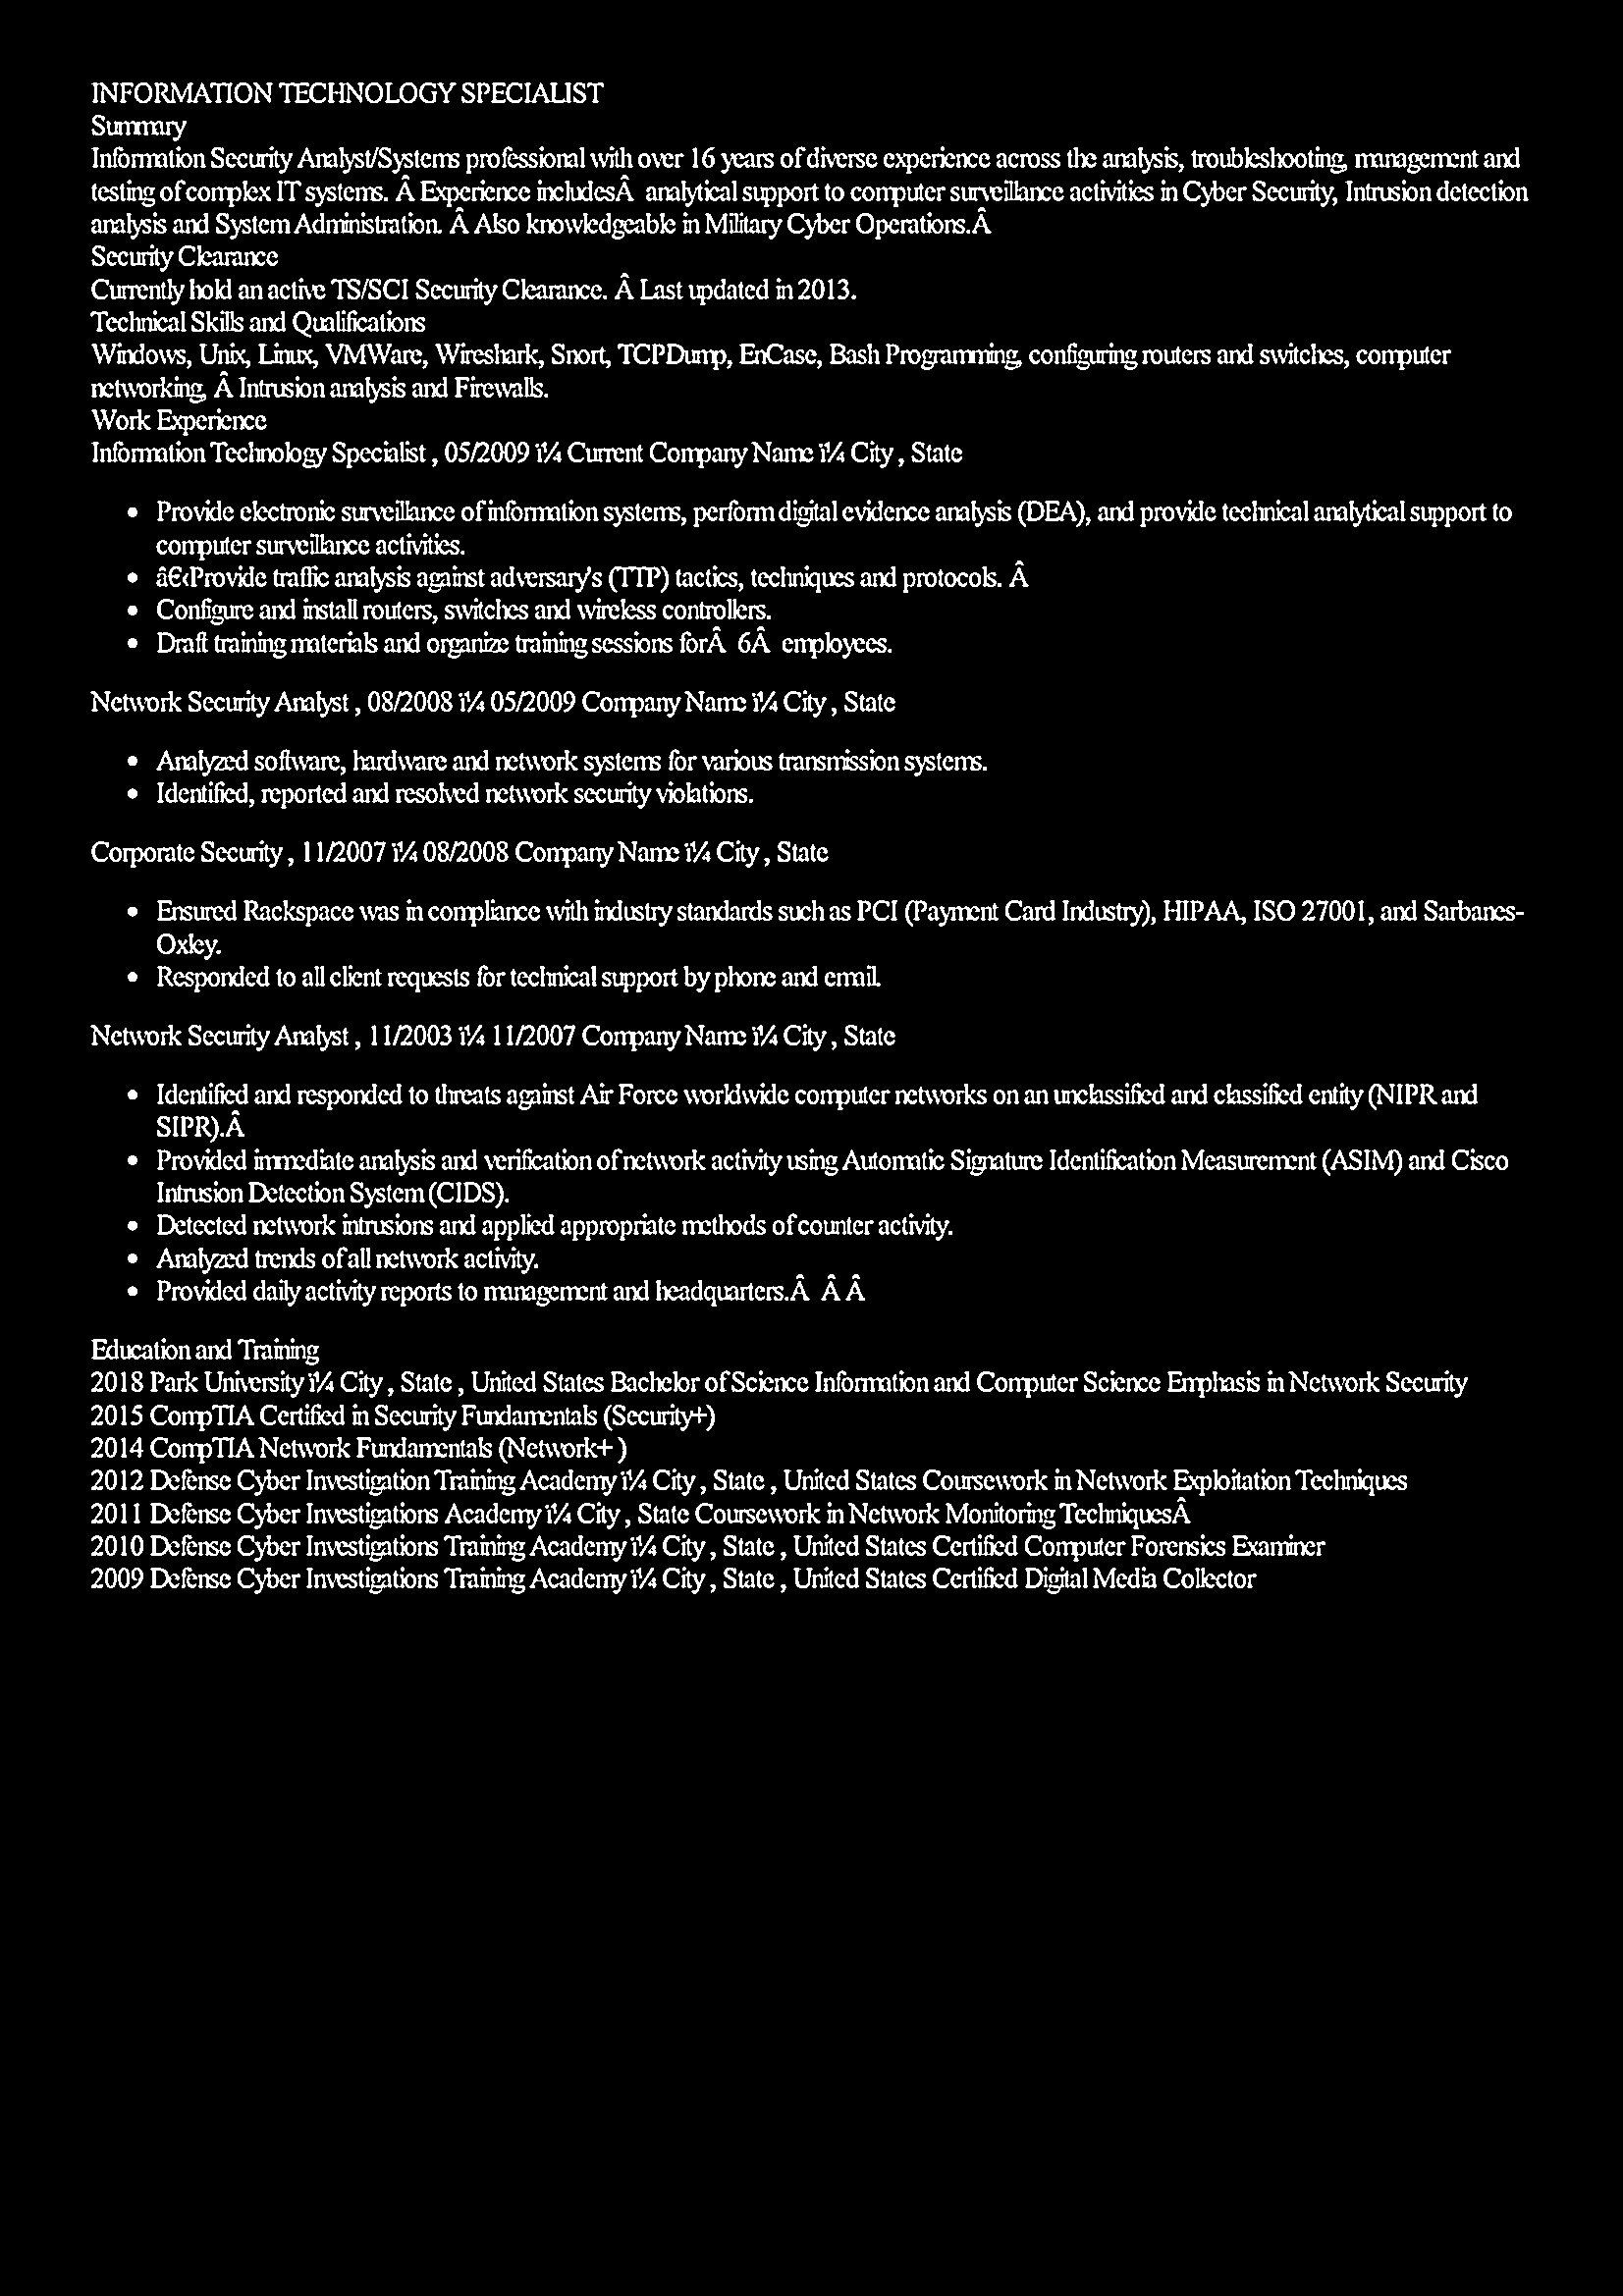 INFORMATION TECHNOLOGY SPECIALIST
Summary
Information Security Analyst/Systems professional with over 16 years of diverse experience across the analysis, troubleshooting, management and
testing of complex IT systems. Â Experience includesÂ  analytical support to computer surveillance activities in Cyber Security, Intrusion detection
analysis and System Administration. Â Also knowledgeable in Military Cyber Operations.Â
Security Clearance
Currently hold an active TS/SCI Security Clearance. Â Last updated in 2013.
Technical Skills and Qualifications
Windows, Unix, Linux, VMWare, Wireshark, Snort, TCPDump, EnCase, Bash Programming, configuring routers and switches, computer
networking, Â Intrusion analysis and Firewalls.
Work Experience
Information Technology Specialist , 05/2009 ï¼ Current Company Name ï¼ City , State
• Provide electronic surveillance of information systems, perform digital evidence analysis (DEA), and provide technical analytical support to
computer surveillance activities.
• â€‹Provide traffic analysis against adversary's (TTP) tactics, techniques and protocols. Â
• Configure and install routers, switches and wireless controllers.
• Draft training materials and organize training sessions forÂ  6Â  employees.
Network Security Analyst , 08/2008 ï¼ 05/2009 Company Name ï¼ City , State
• Analyzed software, hardware and network systems for various transmission systems.
• Identified, reported and resolved network security violations.
Corporate Security , 11/2007 ï¼ 08/2008 Company Name ï¼ City , State
• Ensured Rackspace was in compliance with industry standards such as PCI (Payment Card Industry), HIPAA, ISO 27001, and Sarbanes-
Oxley.
• Responded to all client requests for technical support by phone and email.
Network Security Analyst , 11/2003 ï¼ 11/2007 Company Name ï¼ City , State
• Identified and responded to threats against Air Force worldwide computer networks on an unclassified and classified entity (NIPR and
SIPR).Â
• Provided immediate analysis and verification of network activity using Automatic Signature Identification Measurement (ASIM) and Cisco
Intrusion Detection System (CIDS).
• Detected network intrusions and applied appropriate methods of counter activity.
• Analyzed trends of all network activity.
• Provided daily activity reports to management and headquarters.Â  Â Â
Education and Training
2018 Park University ï¼ City , State , United States Bachelor of Science Information and Computer Science Emphasis in Network Security
2015 CompTIA Certified in Security Fundamentals (Security+)
2014 CompTIA Network Fundamentals (Network+ )
2012 Defense Cyber Investigation Training Academy ï¼ City , State , United States Coursework in Network Exploitation Techniques
2011 Defense Cyber Investigations Academy ï¼ City , State Coursework in Network Monitoring TechniquesÂ
2010 Defense Cyber Investigations Training Academy ï¼ City , State , United States Certified Computer Forensics Examiner
2009 Defense Cyber Investigations Training Academy ï¼ City , State , United States Certified Digital Media Collector